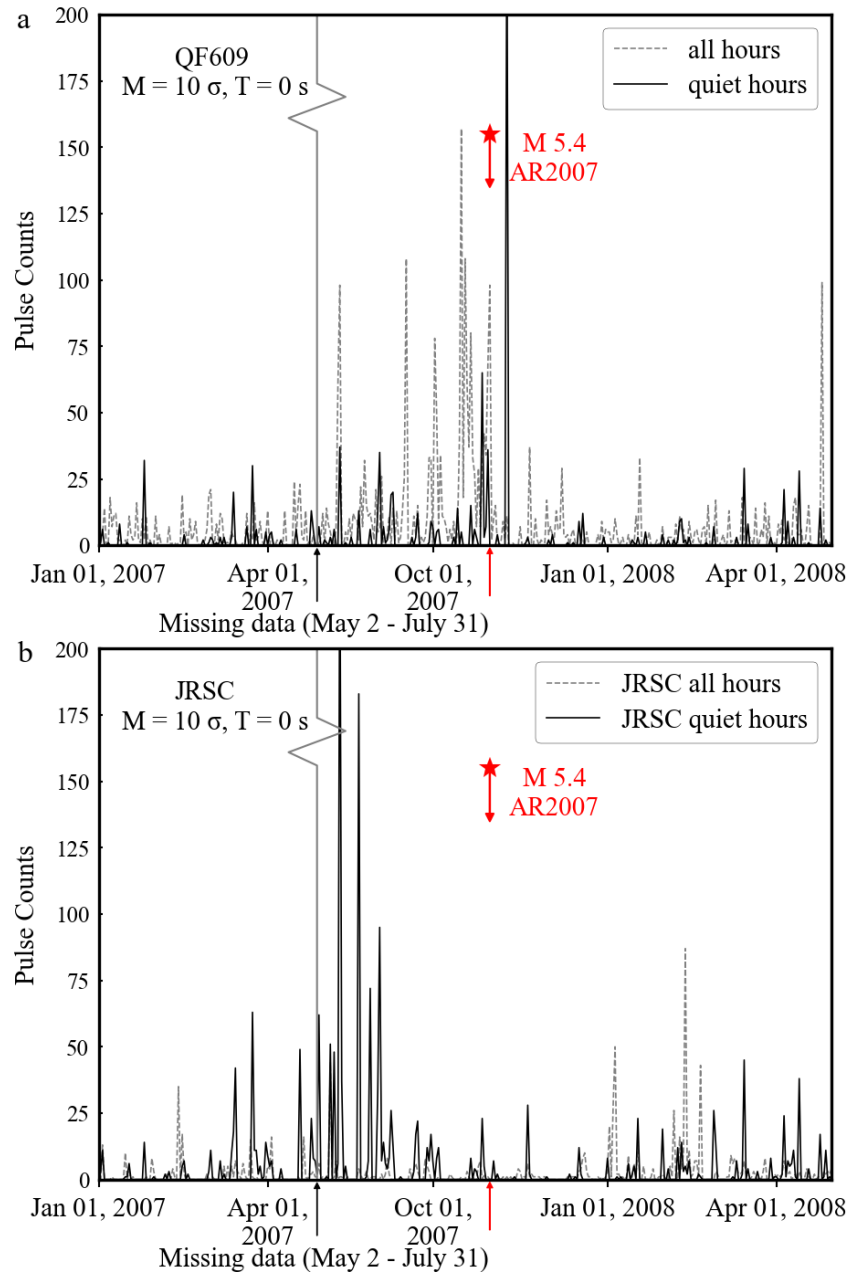 a
QF609
M = 10 σ, T = 0 s
all hours
quiet hours
M 5.4
AR2007
Pulse Counts
200
175
150
125
100
75
50
25
0
Jan 01, 2007
Apr 01, 2007
Oct 01, 2007
Jan 01, 2008
Apr 01, 2008
Missing data (May 2 - July 31)
b
JRSC
M = 10 σ, T = 0 s
JRSC all hours
JRSC quiet hours
M 5.4
AR2007
Pulse Counts
200
175
150
125
100
75
50
25
0
Jan 01, 2007
Apr 01, 2007
Oct 01, 2007
Jan 01, 2008
Apr 01, 2008
Missing data (May 2 - July 31)